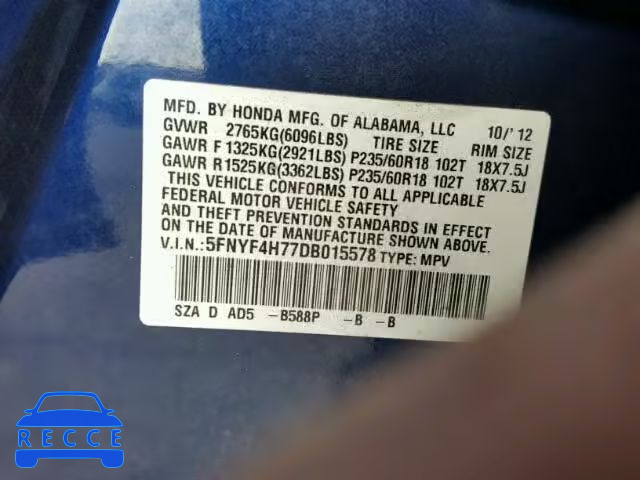 MFD. BY HONDA MFG. OF ALABAMA, LLC 10/'12
GVWR 2765KG(6096LBS) TIRE SIZE RIM SIZE
GAWR F 1325KG(2921LBS) P235/60R18 102T 18X7.5J
GAWR R1525KG(3362LBS) P235/60R18 102T 18X7.5J
THIS VEHICLE CONFORMS TO ALL APPLICABLE
FEDERAL MOTOR VEHICLE SAFETY
AND THEFT PREVENTION STANDARDS IN EFFECT
ON THE DATE OF MANUFACTURE SHOWN ABOVE.
V.I.N.:5FNYF4H77DB015578 TYPE: MPV
SZA D AD5 -B588P -B -B
FENNEC CARS